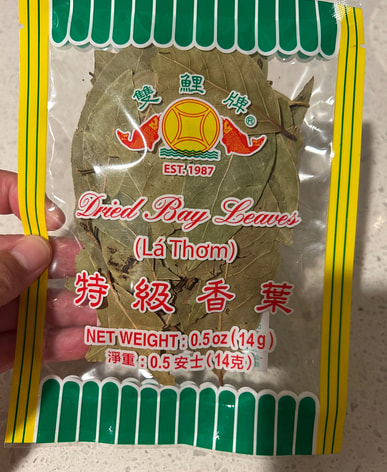 雙鯉牌®
EST. 1987
Dried Bay Leaves
(Lá Thơm)
特級香葉
NET WEIGHT: 0.5 oz (14 g)
淨重：0.5 安士 (14克)